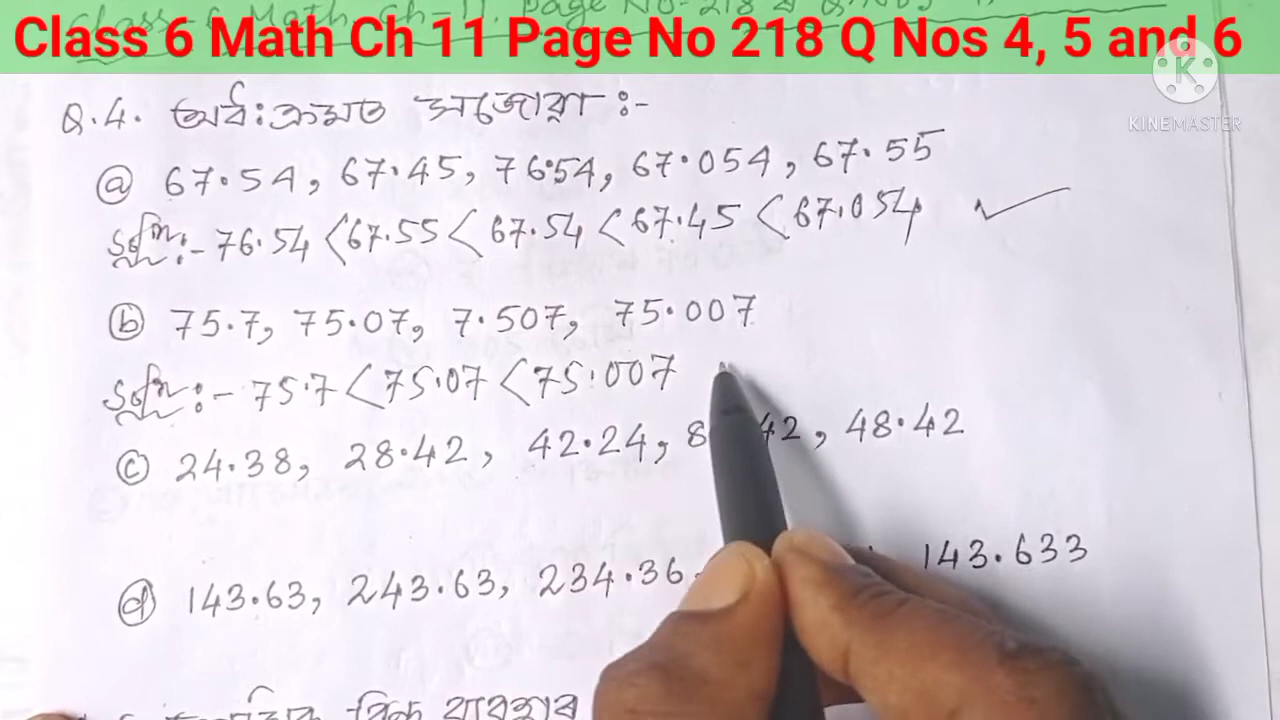 Class 6 Math Ch 11 Page No 218 Q Nos 4, 5 and 6
KINEMASTER
Q.4. অধঃক্ৰমত সজোৱা :-
ⓐ 67.54, 67.45, 76.54, 67.054, 67.55
:- 76.54 < 67.55 < 67.54 < 67.45 < 67.054 ✓
ⓑ 75.7, 75.07, 7.507, 75.007
:- 75.7 < 75.07 < 75.007
ⓒ 24.38, 28.42, 42.24, 8 42, 48.42
ⓓ 143.63, 243.63, 234.36 143.633
চিহ্ন ব্যৱহাৰ